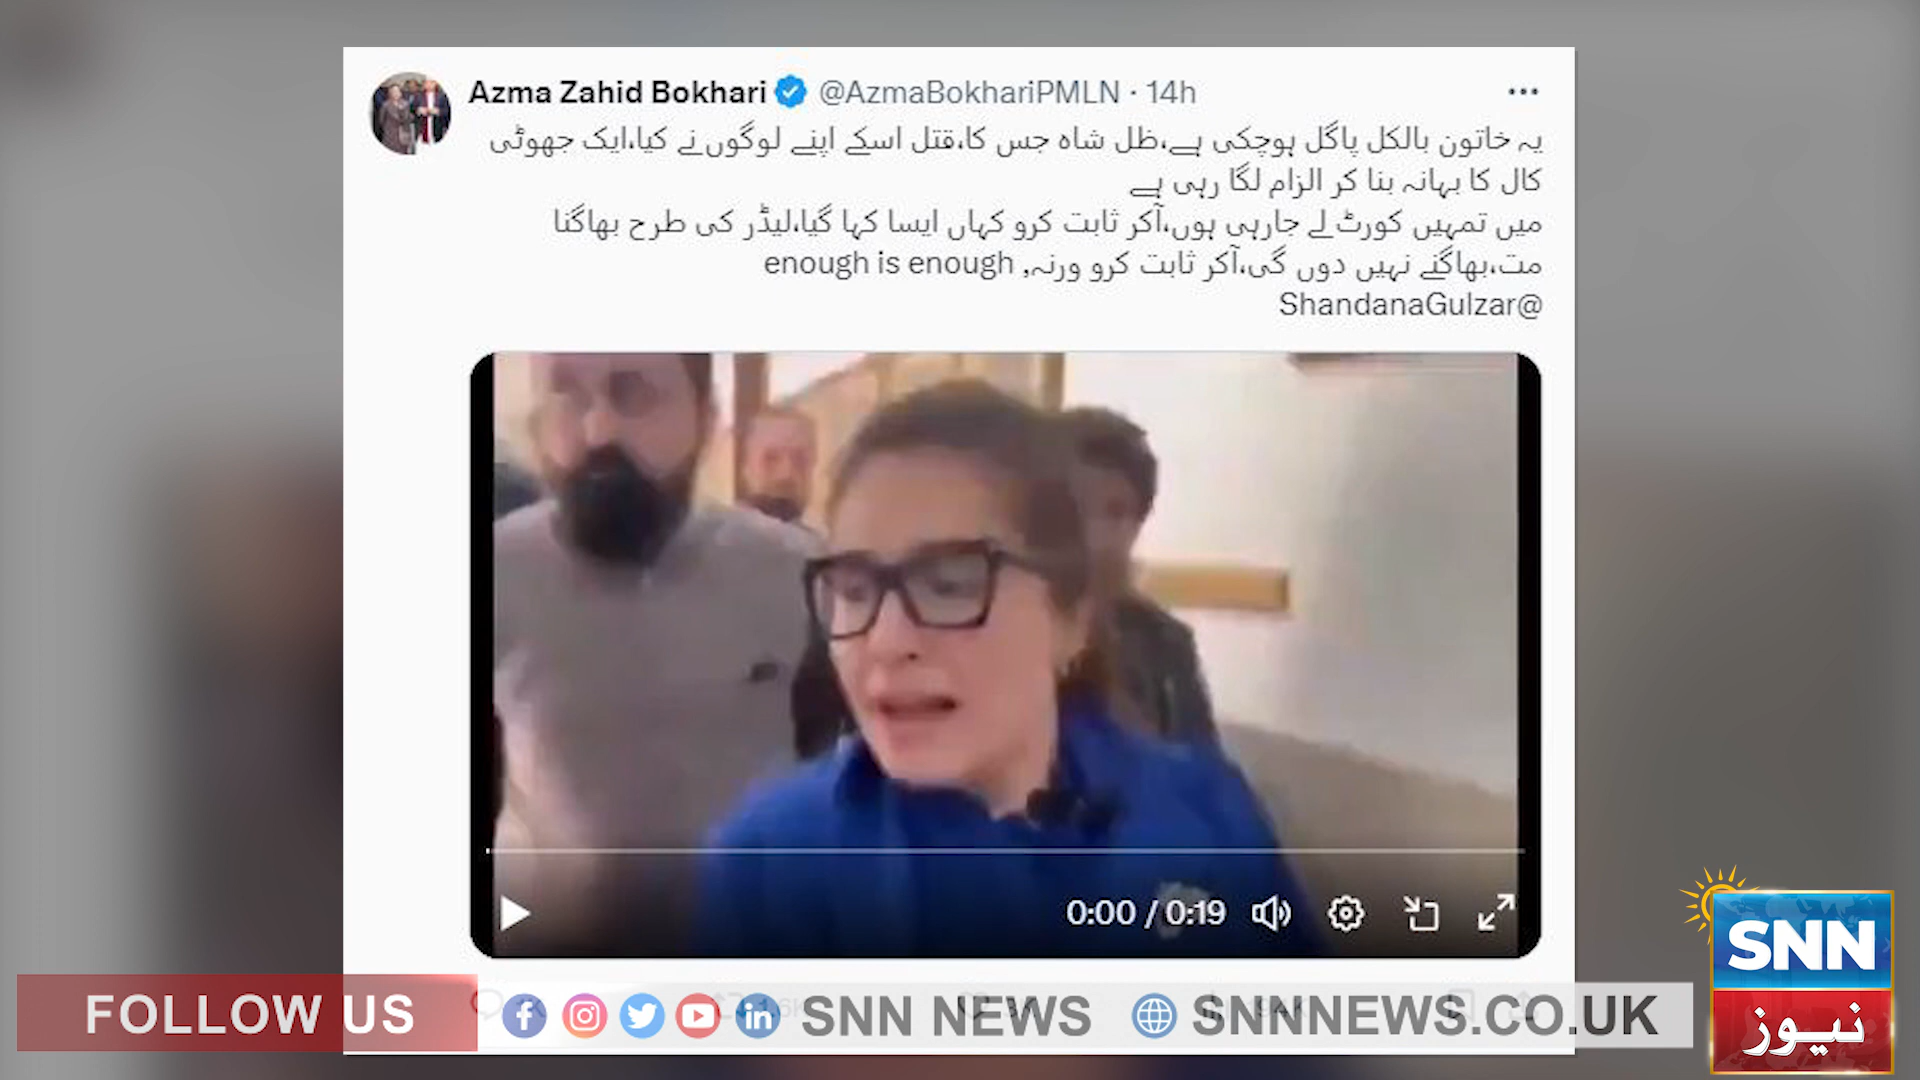 Azma Zahid Bokhari @AzmaBokhariPMLN · 14h
یہ خاتون بالکل پاگل ہوچکی ہے،ظل شاہ جس کا،قتل اسکے اپنے لوگوں نے کیا،ایک جھوٹی
کال کا بہانہ بنا کر الزام لگا رہی ہے
میں تمہیں کورٹ لے جارہی ہوں،آکر ثابت کرو کہاں ایسا کہا گیا،لیڈر کی طرح بھاگنا
مت،بھاگنے نہیں دوں گی،آکر ثابت کرو ورنہ, enough is enough
@ShandanaGulzar
0:00 / 0:19
FOLLOW US
SNN NEWS
SNNNEWS.CO.UK
SNN
نیوز